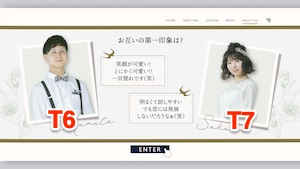 HOME GREETING DESIGN BRIDE ABOUT US
お互いの第一印象は?
笑顔が可愛い!
とにかく可愛い!!
一目惚れです(笑)
明るくて話しやすい
でも恋には発展
しないだろうなぁ(笑)
T6
T7
ENTER